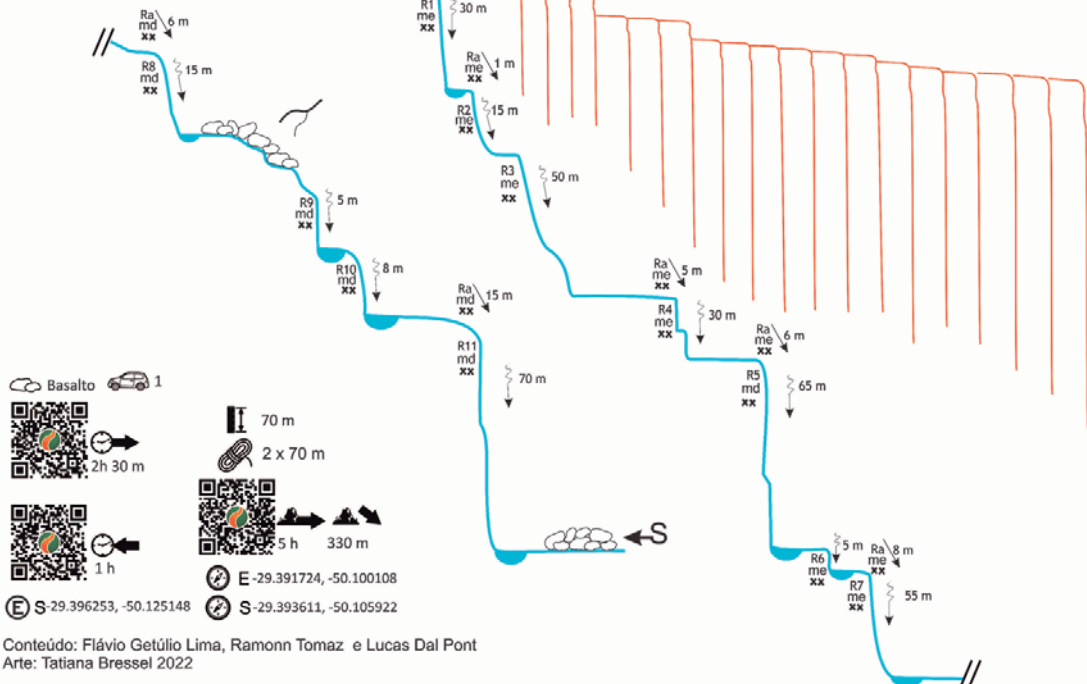 Ra
md
xx
6 m
R8
md
xx
15 m
R9
md
xx
5 m
R10
md
xx
8 m
Ra
md
xx
15 m
R11
md
xx
70 m
S
R1
me
xx
30 m
Ra
me
xx
1 m
R2
me
xx
15 m
R3
me
xx
50 m
Ra
me
xx
5 m
R4
me
xx
30 m
Ra
me
xx
6 m
R5
md
xx
65 m
R6
me
xx
5 m
Ra
me
xx
8 m
R7
me
xx
55 m
Basalto 1
2h 30 m
1 h
70 m
2 x 70 m
5 h 330 m
E -29.391724, -50.100108
E S-29.396253, -50.125148
S -29.393611, -50.105922
Conteúdo: Flávio Getúlio Lima, Ramonn Tomaz e Lucas Dal Pont
Arte: Tatiana Bressel 2022